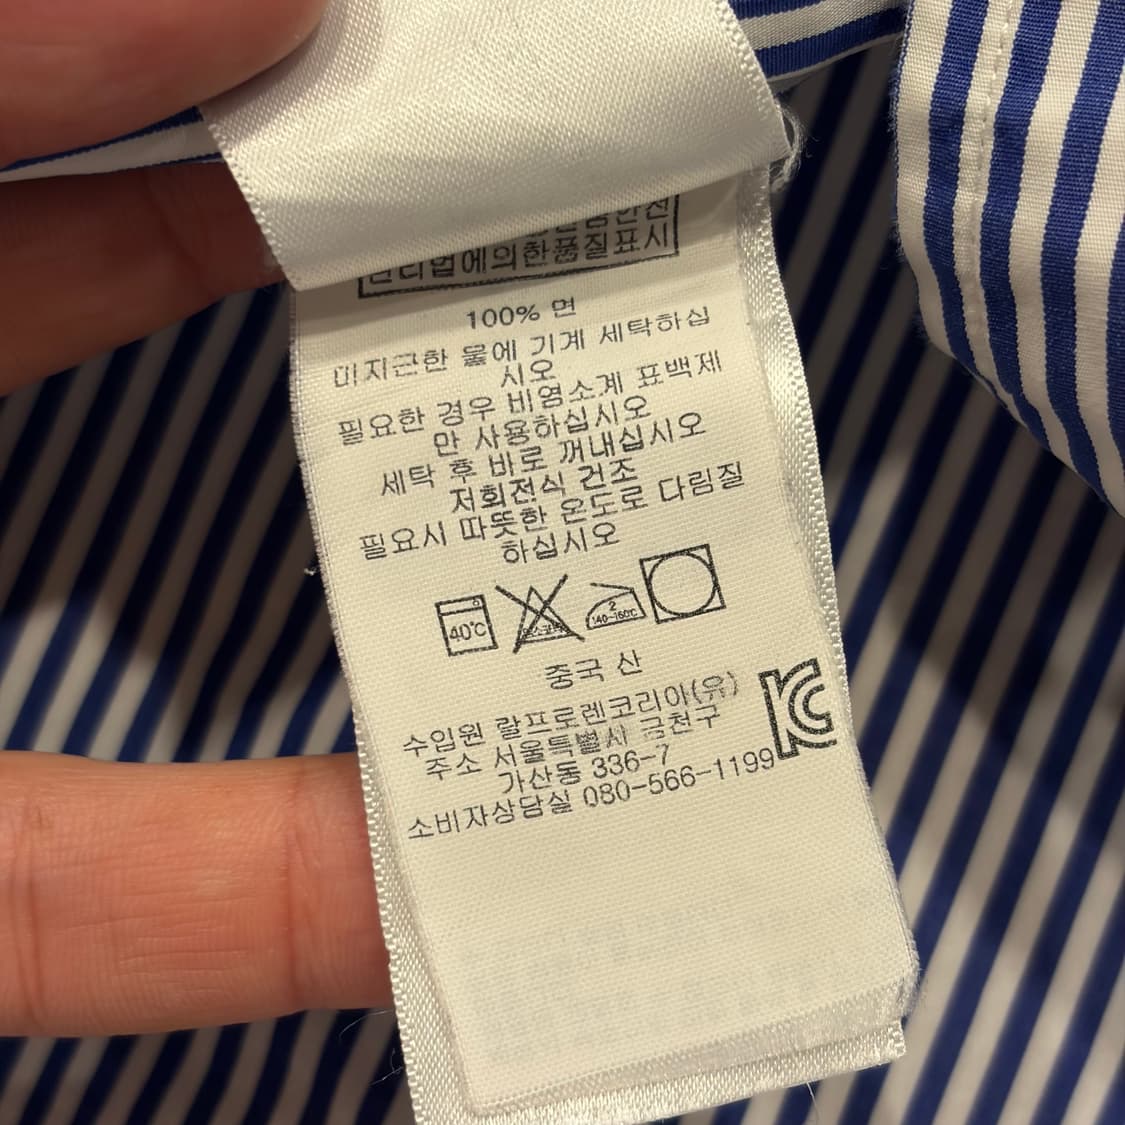 관리법에의한품질표시
100% 면
미지근한 물에 기계 세탁하십
시오
필요한 경우 비염소계 표백제
만 사용하십시오
세탁 후 바로 꺼내십시오
저회전식 건조
필요시 따뜻한 온도로 다림질
하십시오
40℃
2
140~160℃
중국 산
수입원 랄프로렌코리아(유)
주소 서울특별시 금천구
가산동 336-7
소비자상담실 080-566-1199